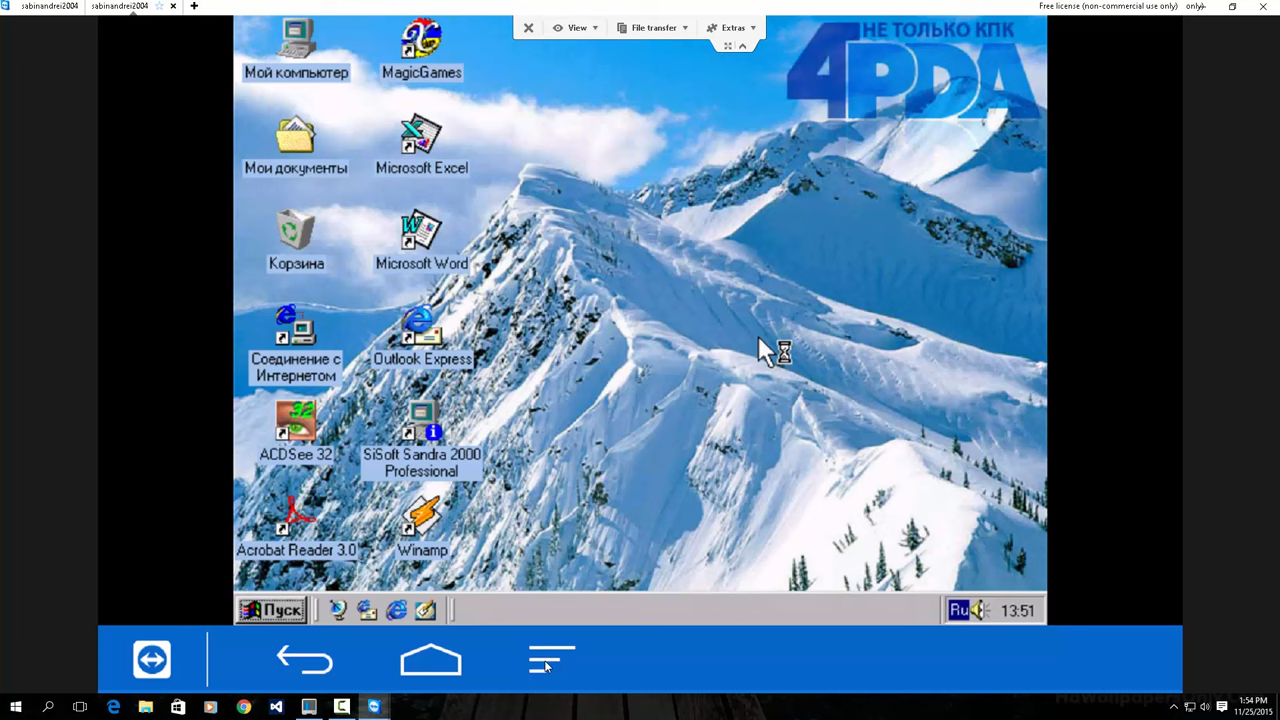 sabinandrei2004
sabinandrei2004
Free license (non-commercial use only)
only)
View
File transfer
Extras
НЕ ТОЛЬКО КПК
4PDA
Мой компьютер
MagicGames
Мои документы
Microsoft Excel
Корзина
Microsoft Word
Соединение с
Интернетом
Outlook Express
ACDSee 32
SiSoft Sandra 2000
Professional
Acrobat Reader 3.0
Winamp
Пуск
Ru
13:51
1:54 PM
11/25/2015